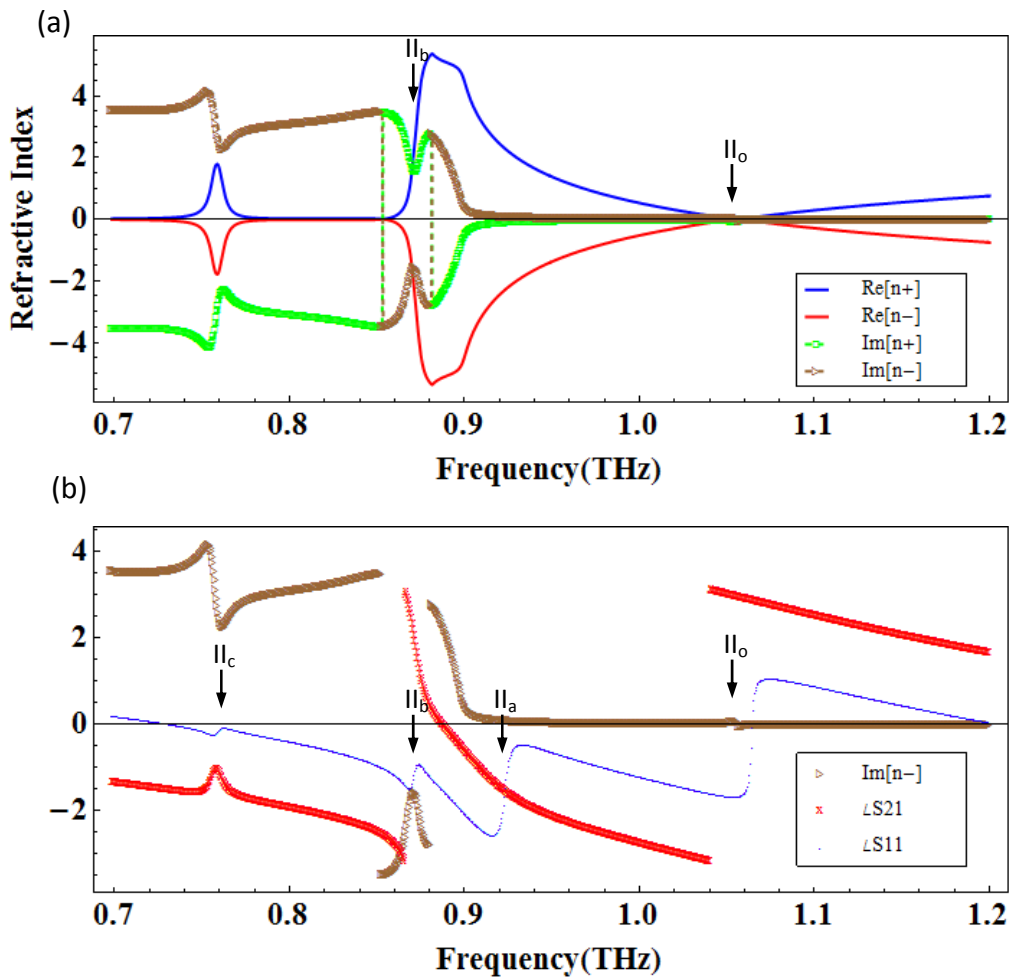 (a)
II_b
II_o
4
2
0
−2
−4
Refractive Index
Re[n+]
Re[n−]
Im[n+]
Im[n−]
0.7 0.8 0.9 1.0 1.1 1.2
Frequency(THz)
(b)
4
2
0
−2
II_c
II_b
II_a
II_o
Im[n−]
∠S21
∠S11
0.7 0.8 0.9 1.0 1.1 1.2
Frequency(THz)